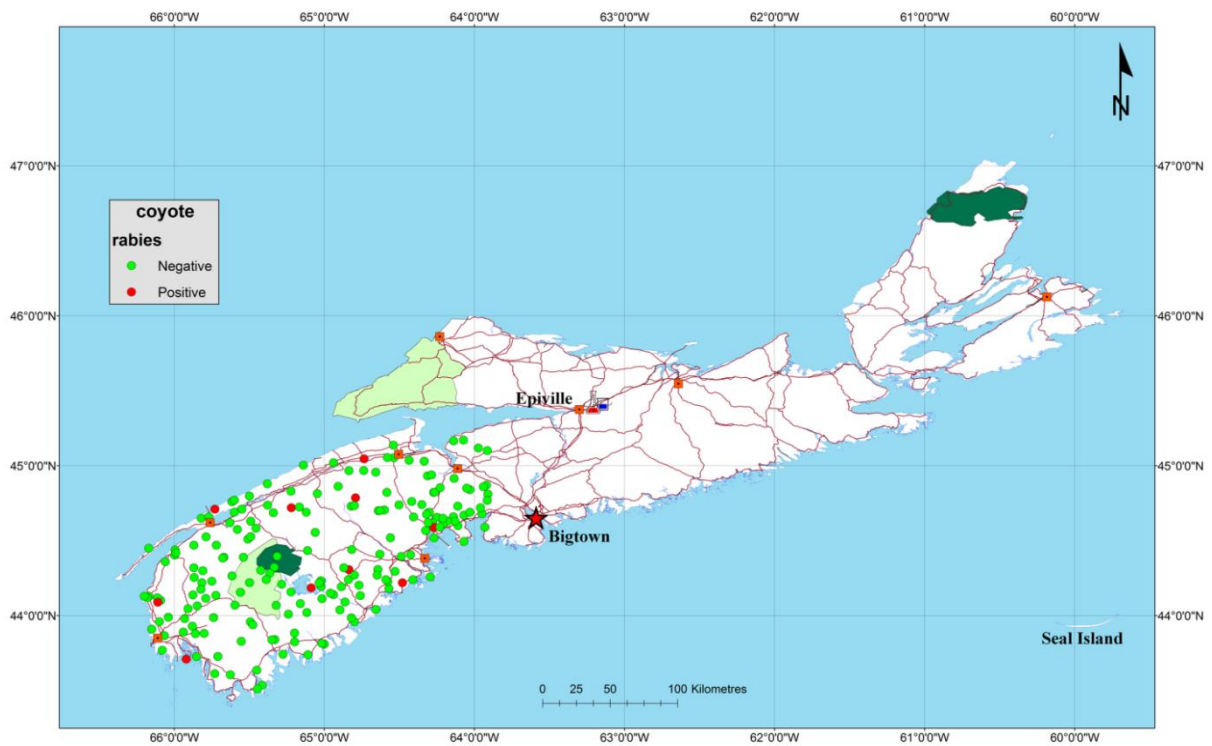 66°0'0"W 65°0'0"W 64°0'0"W 63°0'0"W 62°0'0"W 61°0'0"W 60°0'0"W
N
47°0'0"N 47°0'0"N
coyote
rabies
Negative
Positive
46°0'0"N 46°0'0"N
Epiville
45°0'0"N 45°0'0"N
Bigtown
44°0'0"N 44°0'0"N
Seal Island
0 25 50 100 Kilometres
66°0'0"W 65°0'0"W 64°0'0"W 63°0'0"W 62°0'0"W 61°0'0"W 60°0'0"W